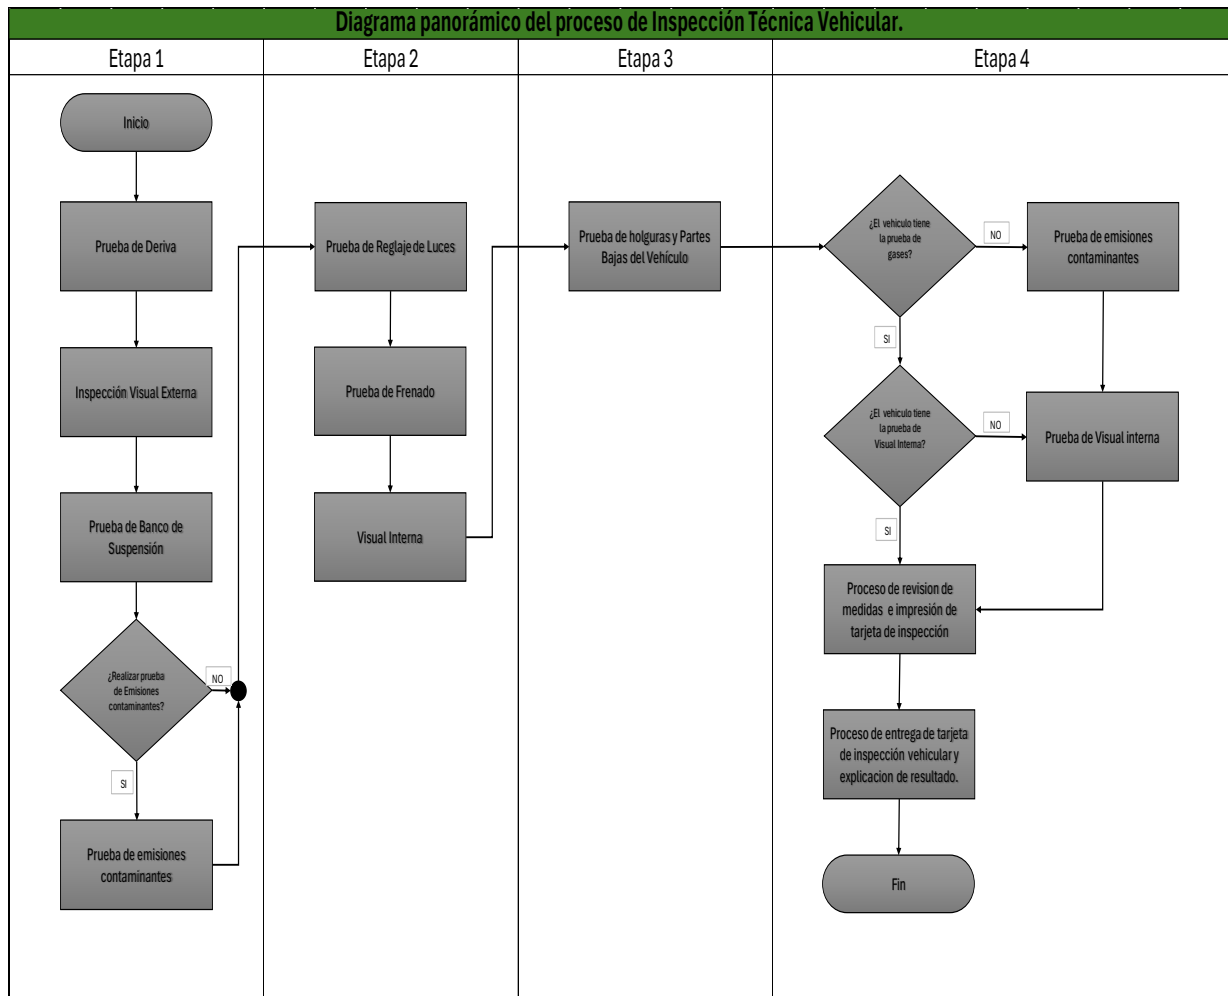 Diagrama panorámico del proceso de Inspección Técnica Vehicular.
Etapa 1
Etapa 2
Etapa 3
Etapa 4
Inicio
Prueba de Deriva
Inspección Visual Externa
Prueba de Banco de
Suspensión
¿Realizar prueba
de Emisiones
contaminantes?
NO
SI
Prueba de emisiones
contaminantes
Prueba de Reglaje de Luces
Prueba de Frenado
Visual Interna
Prueba de holguras y Partes
Bajas del Vehículo
¿El vehiculo tiene
la prueba de
gases?
NO
Prueba de emisiones
contaminantes
SI
¿El vehiculo tiene
la prueba de
Visual Interna?
NO
Prueba de Visual interna
SI
Proceso de revision de
medidas e impresión de
tarjeta de inspección
Proceso de entrega de tarjeta
de inspección vehicular y
explicacion de resultado.
Fin